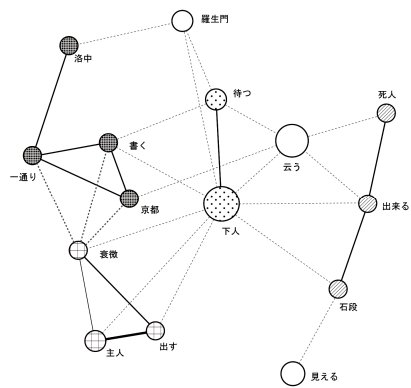 羅生門
洛中
待つ
死人
書く
云う
一通り
京都
出来る
下人
衰微
石段
主人
出す
見える